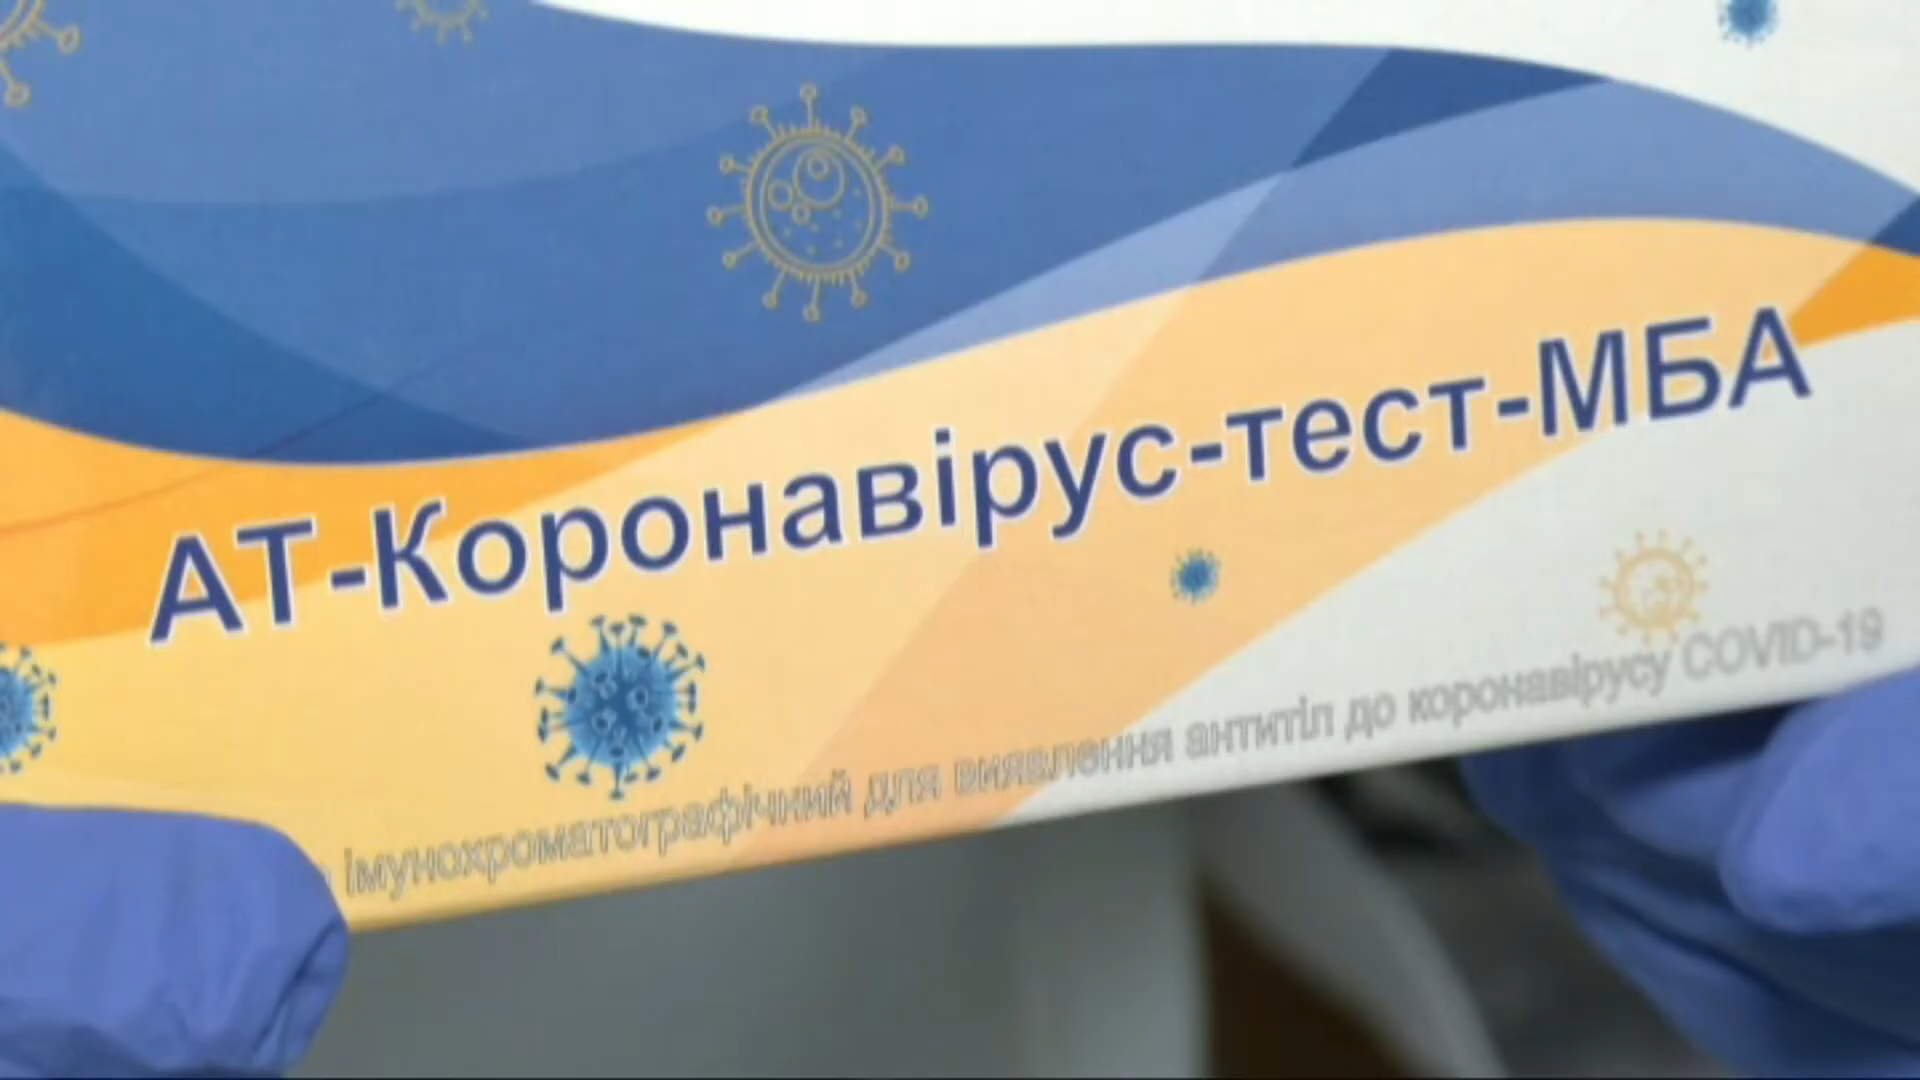 АТ-Коронавірус-тест-МБА
імунохроматографічний для виявлення антитіл до коронавірусу COVID-19